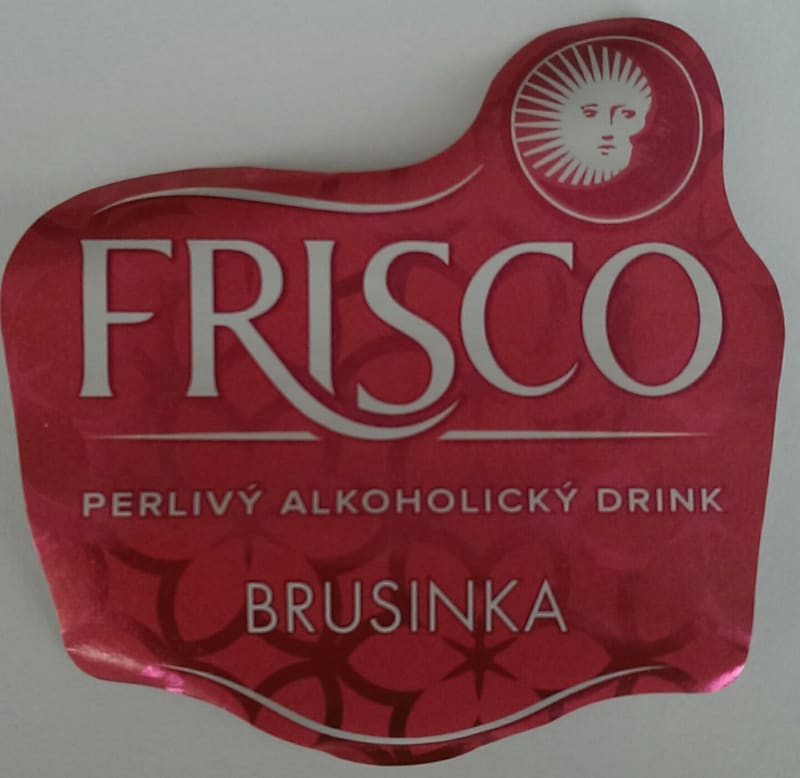 FRISCO
PERLIVÝ ALKOHOLICKÝ DRINK
BRUSINKA